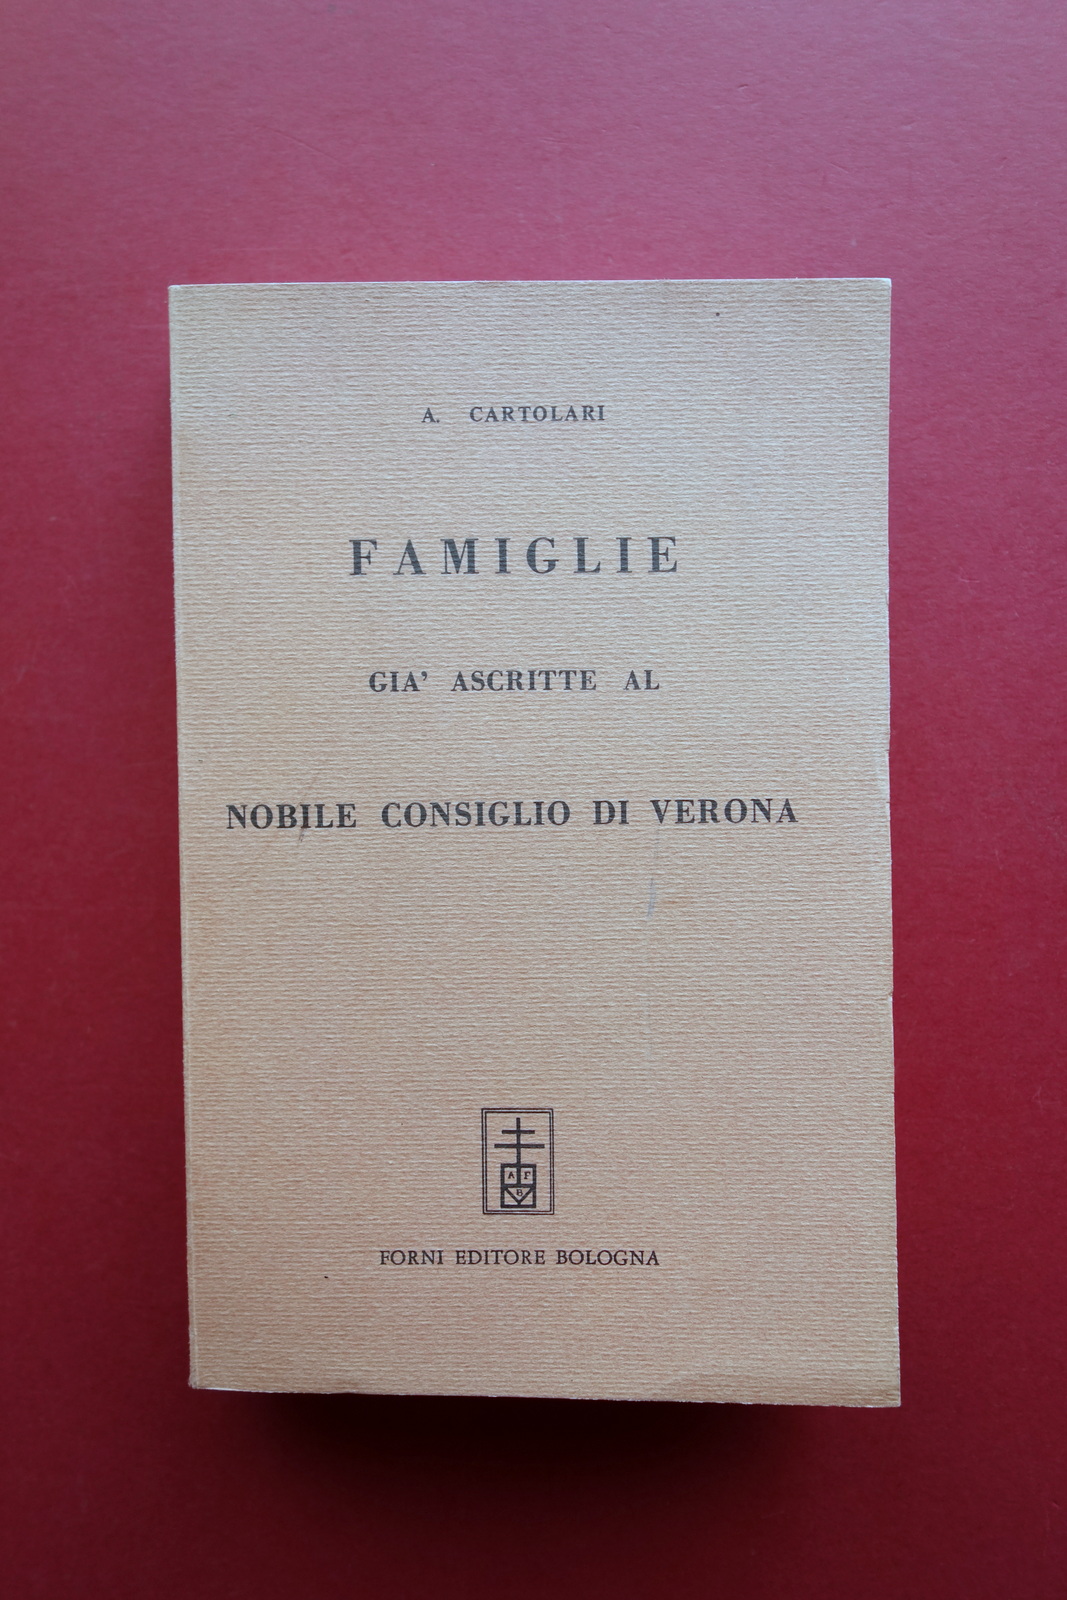 A. CARTOLARI
FAMIGLIE
GIA' ASCRITTE AL
NOBILE CONSIGLIO DI VERONA
A F
B
FORNI EDITORE BOLOGNA